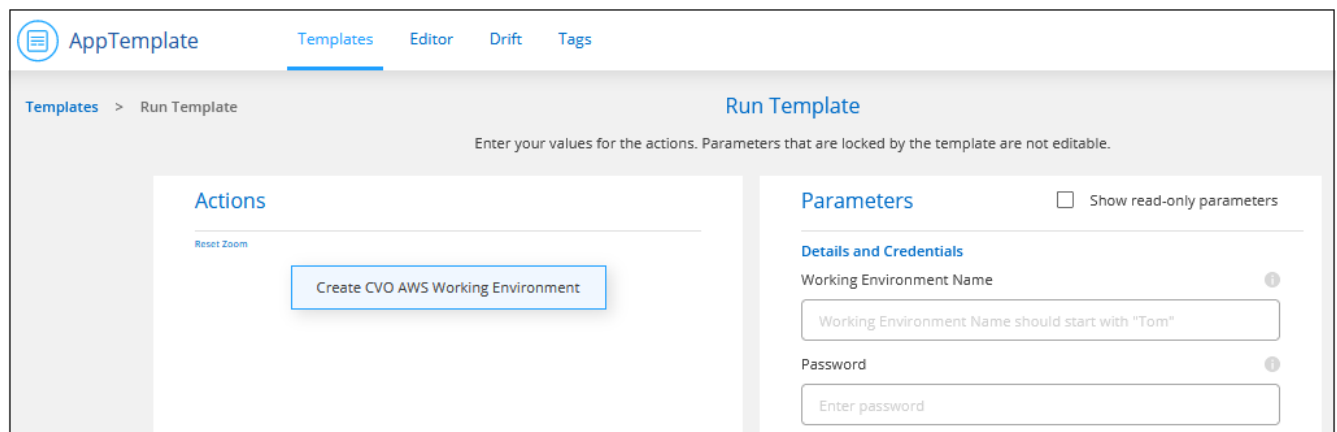 AppTemplate
Templates Editor Drift Tags
Templates > Run Template
Run Template
Enter your values for the actions. Parameters that are locked by the template are not editable.
Actions
Reset Zoom
Create CVO AWS Working Environment
Parameters
Show read-only parameters
Details and Credentials
Working Environment Name
Working Environment Name should start with "Tom"
Password
Enter password